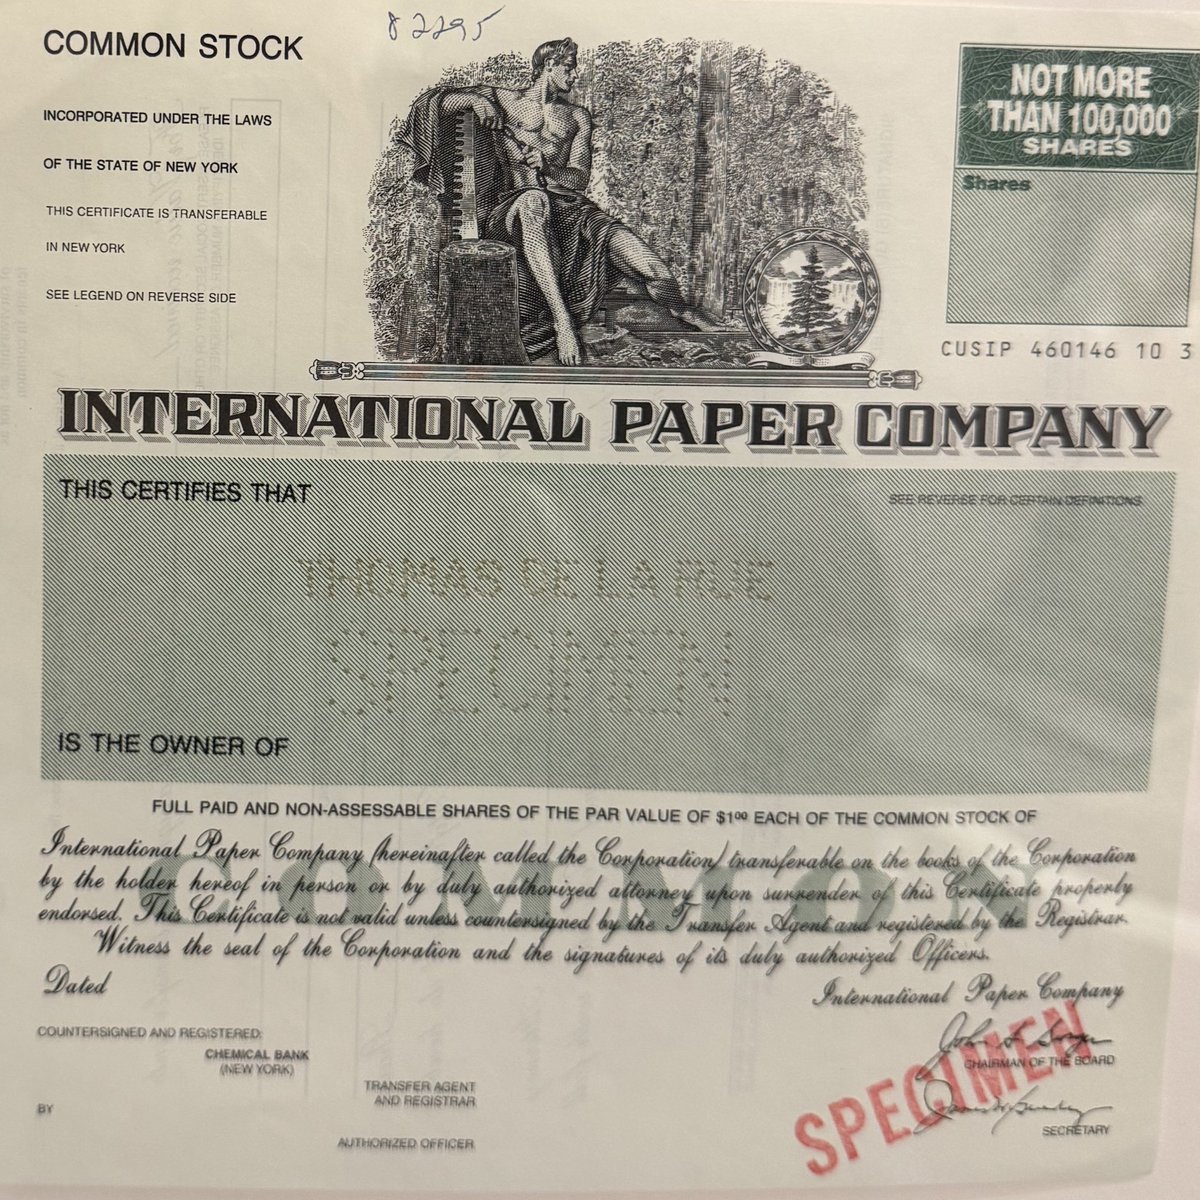 82295
COMMON STOCK
INCORPORATED UNDER THE LAWS
OF THE STATE OF NEW YORK
THIS CERTIFICATE IS TRANSFERABLE
IN NEW YORK
SEE LEGEND ON REVERSE SIDE
NOT MORE
THAN 100,000
SHARES
Shares
CUSIP 460146 10 3
INTERNATIONAL PAPER COMPANY
THIS CERTIFIES THAT
SEE REVERSE FOR CERTAIN DEFINITIONS
THOMAS DE LA RUE
SPECIMEN
IS THE OWNER OF
FULL PAID AND NON-ASSESSABLE SHARES OF THE PAR VALUE OF $1⁰⁰ EACH OF THE COMMON STOCK OF
International Paper Company (hereinafter called the Corporation) transferable on the books of the Corporation
by the holder hereof in person or by duly authorized attorney upon surrender of this Certificate properly
endorsed. This Certificate is not valid unless countersigned by the Transfer Agent and registered by the Registrar.
Witness the seal of the Corporation and the signatures of its duly authorized Officers.
COMMON
Dated
International Paper Company
COUNTERSIGNED AND REGISTERED:
CHEMICAL BANK
(NEW YORK)
TRANSFER AGENT
AND REGISTRAR
BY
AUTHORIZED OFFICER
CHAIRMAN OF THE BOARD
SECRETARY
SPECIMEN